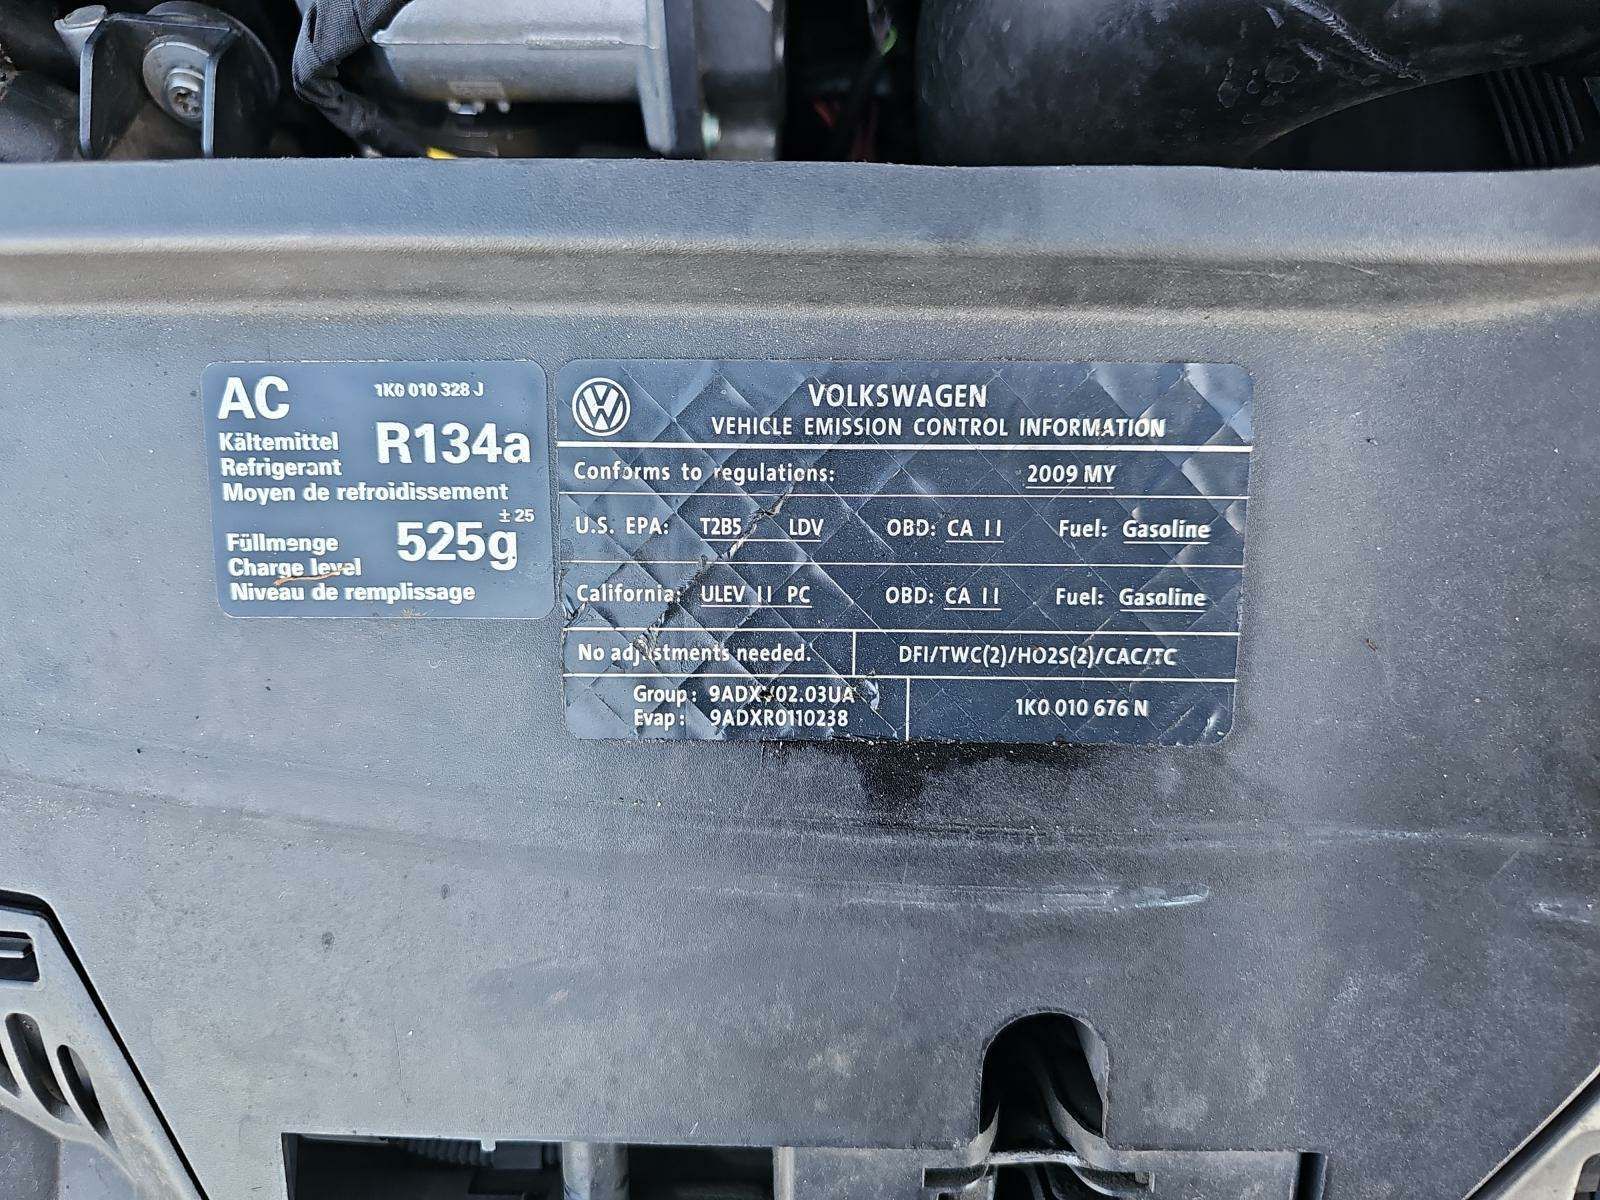 AC 1K0 010 328 J
Kältemittel
Refrigerant R134a
Moyen de refroidissement
± 25
Füllmenge 525g
Charge level
Niveau de remplissage
VOLKSWAGEN
VEHICLE EMISSION CONTROL INFORMATION
Conforms to regulations: 2009 MY
U.S. EPA: T2B5 LDV OBD: CA II Fuel: Gasoline
California: ULEV II PC OBD: CA II Fuel: Gasoline
No adjustments needed. DFI/TWC(2)/HO2S(2)/CAC/TC
Group: 9ADXV02.03UA
Evap: 9ADXR0110238
1K0 010 676 N